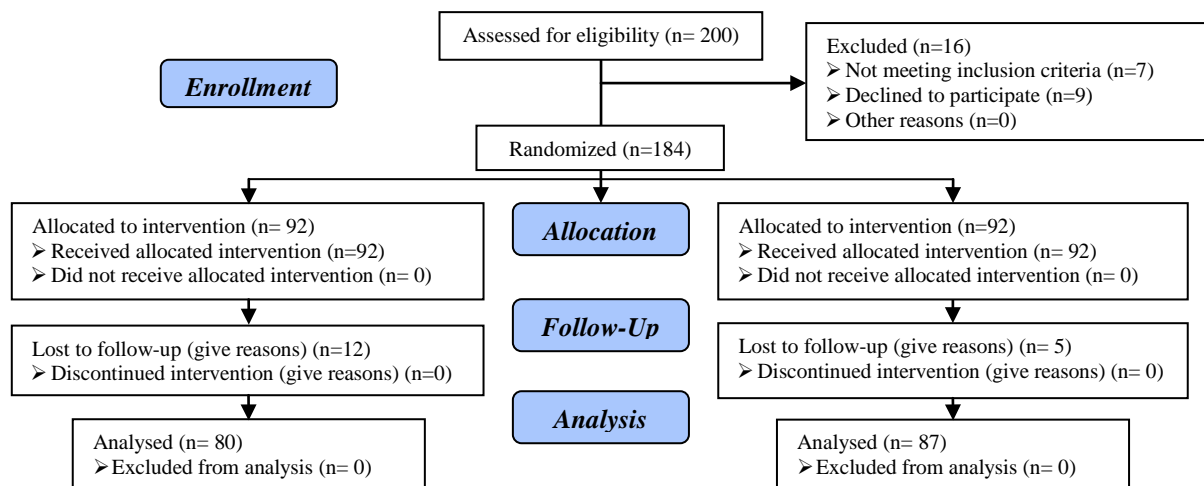 Assessed for eligibility (n= 200)
Excluded (n=16)
➢ Not meeting inclusion criteria (n=7)
➢ Declined to participate (n=9)
➢ Other reasons (n=0)
Enrollment
Randomized (n=184)
Allocated to intervention (n= 92)
➢ Received allocated intervention (n=92)
➢ Did not receive allocated intervention (n= 0)
Allocation
Allocated to intervention (n=92)
➢ Received allocated intervention (n= 92)
➢ Did not receive allocated intervention (n= 0)
Follow-Up
Lost to follow-up (give reasons) (n=12)
➢ Discontinued intervention (give reasons) (n=0)
Lost to follow-up (give reasons) (n= 5)
➢ Discontinued intervention (give reasons) (n= 0)
Analysis
Analysed (n= 80)
➢ Excluded from analysis (n= 0)
Analysed (n= 87)
➢ Excluded from analysis (n= 0)